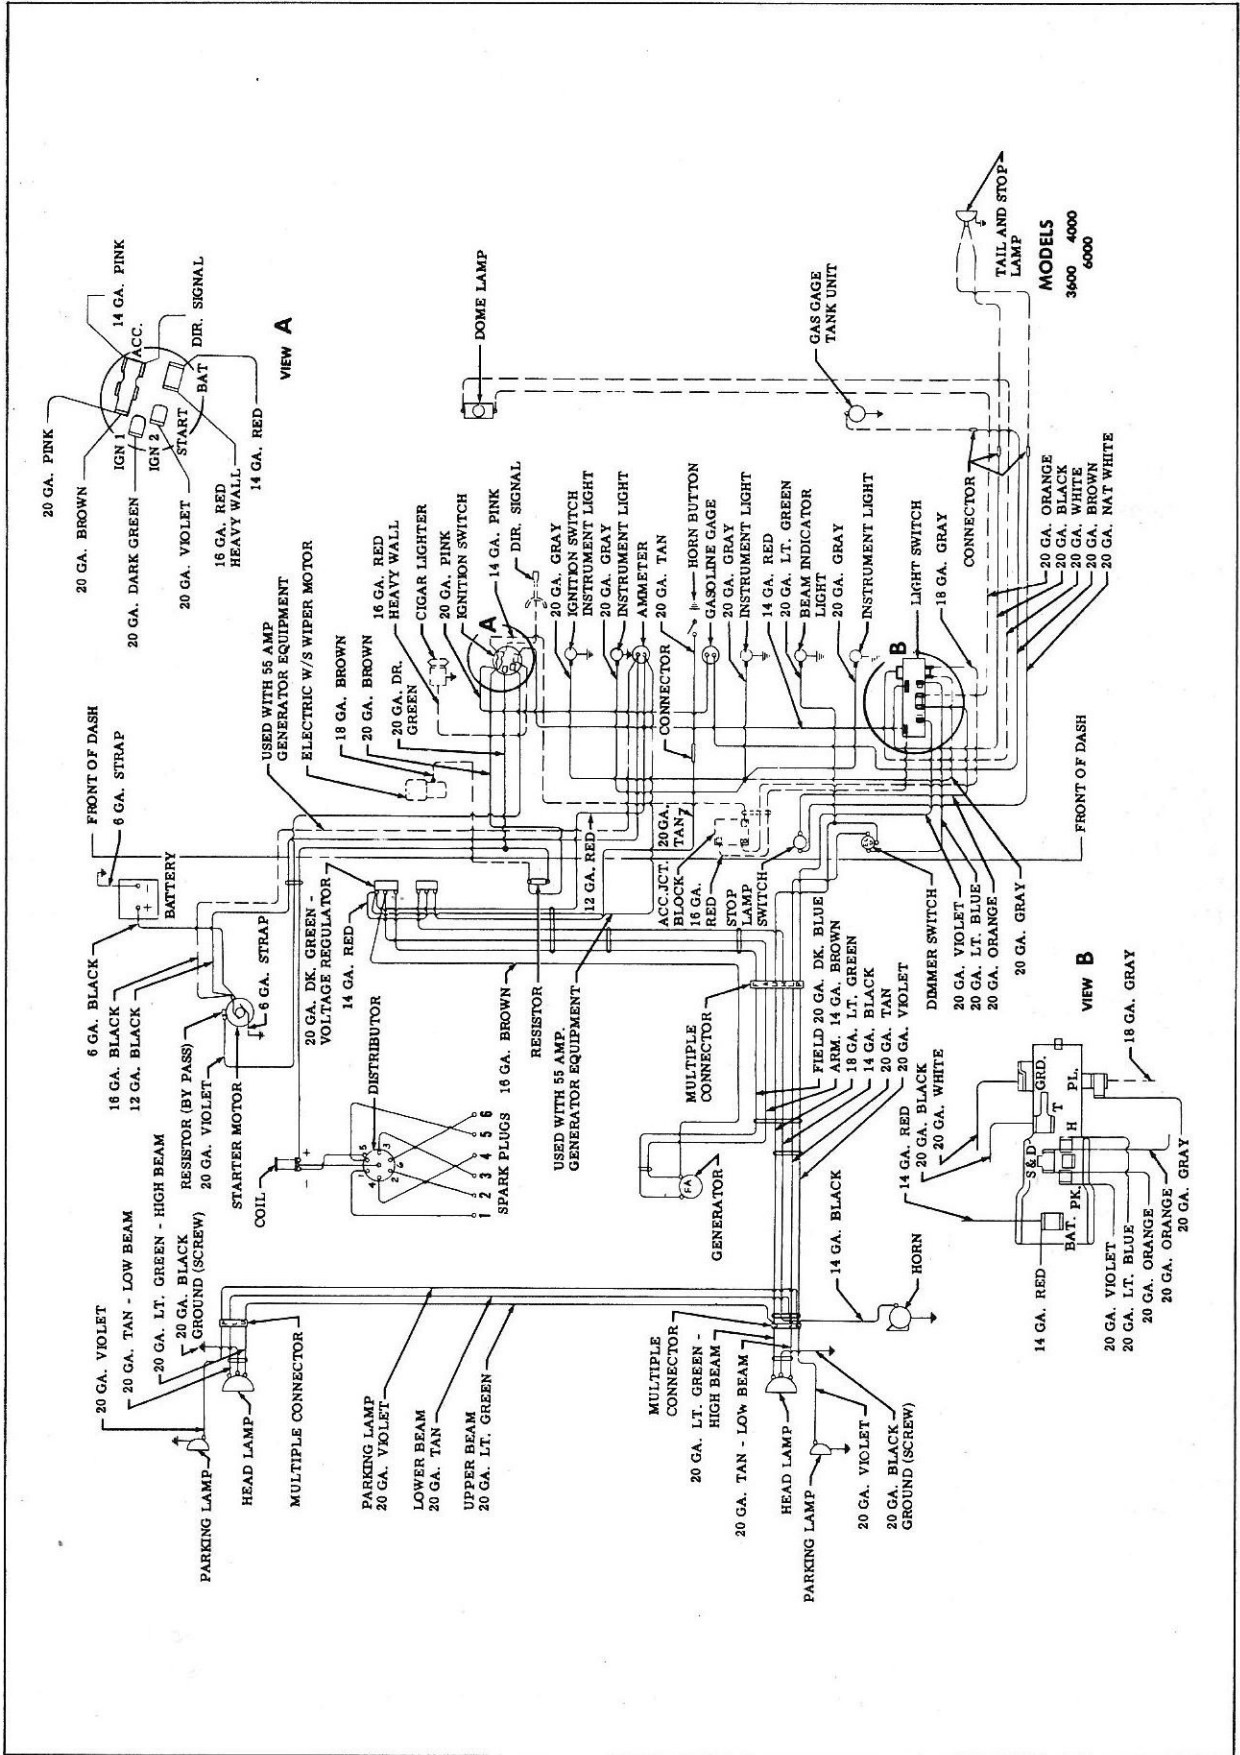 PARKING LAMP
20 GA. VIOLET
20 GA. TAN - LOW BEAM
20 GA. LT. GREEN - HIGH BEAM
20 GA. BLACK
GROUND (SCREW)
HEAD LAMP
MULTIPLE CONNECTOR
PARKING LAMP
20 GA. VIOLET
LOWER BEAM
20 GA. TAN
UPPER BEAM
20 GA. LT. GREEN
MULTIPLE
CONNECTOR
20 GA. LT. GREEN -
HIGH BEAM
20 GA. TAN - LOW BEAM
HEAD LAMP
PARKING LAMP
20 GA. VIOLET
20 GA. BLACK
GROUND (SCREW)
6 GA. BLACK
16 GA. BLACK
12 GA. BLACK
RESISTOR (BY PASS)
20 GA. VIOLET
STARTER MOTOR
COIL
+
-
6 GA. STRAP
BATTERY
+
-
FRONT OF DASH
6 GA. STRAP
20 GA. DK. GREEN -
VOLTAGE REGULATOR
14 GA. RED
DISTRIBUTOR
1
2
3
4
5
6
1 2 3 4 5 6
SPARK PLUGS
16 GA. BROWN
RESISTOR
USED WITH 55 AMP.
GENERATOR EQUIPMENT
MULTIPLE
CONNECTOR
GENERATOR
FA
FIELD 20 GA. DK. BLUE
ARM. 14 GA. BROWN
18 GA. LT. GREEN
14 GA. BLACK
20 GA. TAN
20 GA. VIOLET
14 GA. BLACK
HORN
USED WITH 55 AMP
GENERATOR EQUIPMENT
ELECTRIC W/S WIPER MOTOR
18 GA. BROWN
20 GA. BROWN
20 GA. DR.
GREEN
16 GA. RED
HEAVY WALL
CIGAR LIGHTER
20 GA. PINK
IGNITION SWITCH
A
14 GA. PINK
DIR. SIGNAL
20 GA. GRAY
IGNITION SWITCH
INSTRUMENT LIGHT
20 GA. GRAY
INSTRUMENT LIGHT
AMMETER
20 GA. TAN
HORN BUTTON
GASOLINE GAGE
20 GA. GRAY
INSTRUMENT LIGHT
14 GA. RED
20 GA. LT. GREEN
BEAM INDICATOR
LIGHT
20 GA. GRAY
INSTRUMENT LIGHT
B
LIGHT SWITCH
18 GA. GRAY
CONNECTOR
12 GA. RED
20 GA.
TAN
CONNECTOR
ACC. JCT.
BLOCK
16 GA.
RED
STOP
LAMP
SWITCH
DIMMER SWITCH
20 GA. VIOLET
20 GA. LT. BLUE
20 GA. ORANGE
20 GA. GRAY
FRONT OF DASH
CONNECTOR
20 GA. ORANGE
20 GA. BLACK
20 GA. WHITE
20 GA. BROWN
20 GA. NAT WHITE
DOME LAMP
GAS GAGE
TANK UNIT
TAIL AND STOP
LAMP
MODELS
3600 4000
6000
20 GA. PINK
20 GA. BROWN
20 GA. DARK GREEN
20 GA. VIOLET
16 GA. RED
HEAVY WALL
14 GA. RED
IGN 1
IGN 2
START
BAT
ACC.
14 GA. PINK
DIR. SIGNAL
VIEW A
VIEW B
14 GA. RED
20 GA. BLACK
20 GA. WHITE
18 GA. GRAY
GRD.
PL.
T
H
S & D
PK.
BAT.
14 GA. RED
20 GA. VIOLET
20 GA. LT. BLUE
20 GA. ORANGE
20 GA. ORANGE
20 GA. GRAY